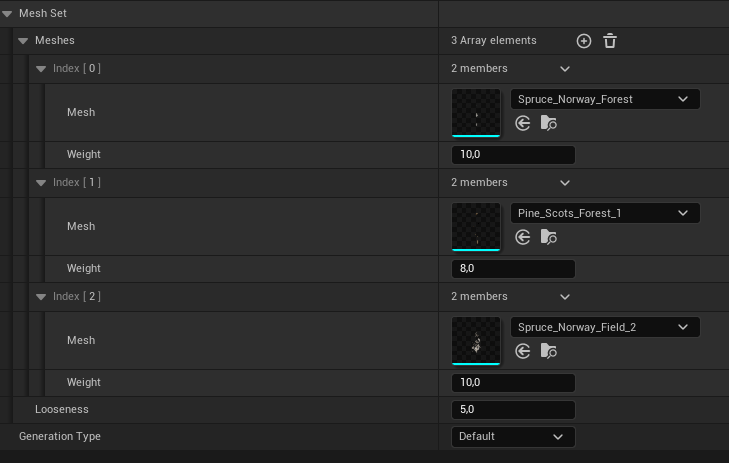 Mesh Set
Meshes 3 Array elements
Index [ 0 ] 2 members
Mesh Spruce_Norway_Forest
Weight 10,0
Index [ 1 ] 2 members
Mesh Pine_Scots_Forest_1
Weight 8,0
Index [ 2 ] 2 members
Mesh Spruce_Norway_Field_2
Weight 10,0
Looseness 5,0
Generation Type Default